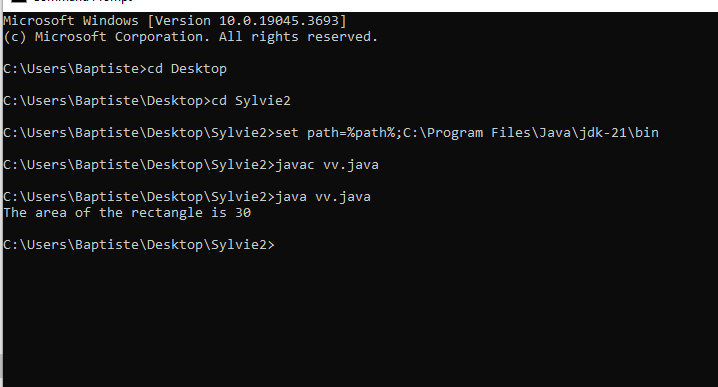 Command Prompt
Microsoft Windows [Version 10.0.19045.3693]
(c) Microsoft Corporation. All rights reserved.
C:\Users\Baptiste>cd Desktop
C:\Users\Baptiste\Desktop>cd Sylvie2
C:\Users\Baptiste\Desktop\Sylvie2>set path=%path%;C:\Program Files\Java\jdk-21\bin
C:\Users\Baptiste\Desktop\Sylvie2>javac vv.java
C:\Users\Baptiste\Desktop\Sylvie2>java vv.java
The area of the rectangle is 30
C:\Users\Baptiste\Desktop\Sylvie2>